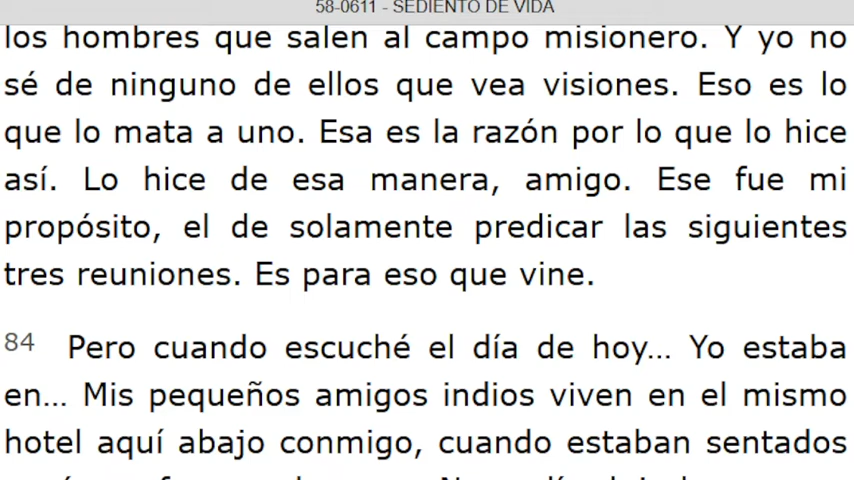 58-0611 - SEDIENTO DE VIDA
los hombres que salen al campo misionero. Y yo no
sé de ninguno de ellos que vea visiones. Eso es lo
que lo mata a uno. Esa es la razón por lo que lo hice
así. Lo hice de esa manera, amigo. Ese fue mi
propósito, el de solamente predicar las siguientes
tres reuniones. Es para eso que vine.
84 Pero cuando escuché el día de hoy... Yo estaba
en... Mis pequeños amigos indios viven en el mismo
hotel aquí abajo conmigo, cuando estaban sentados